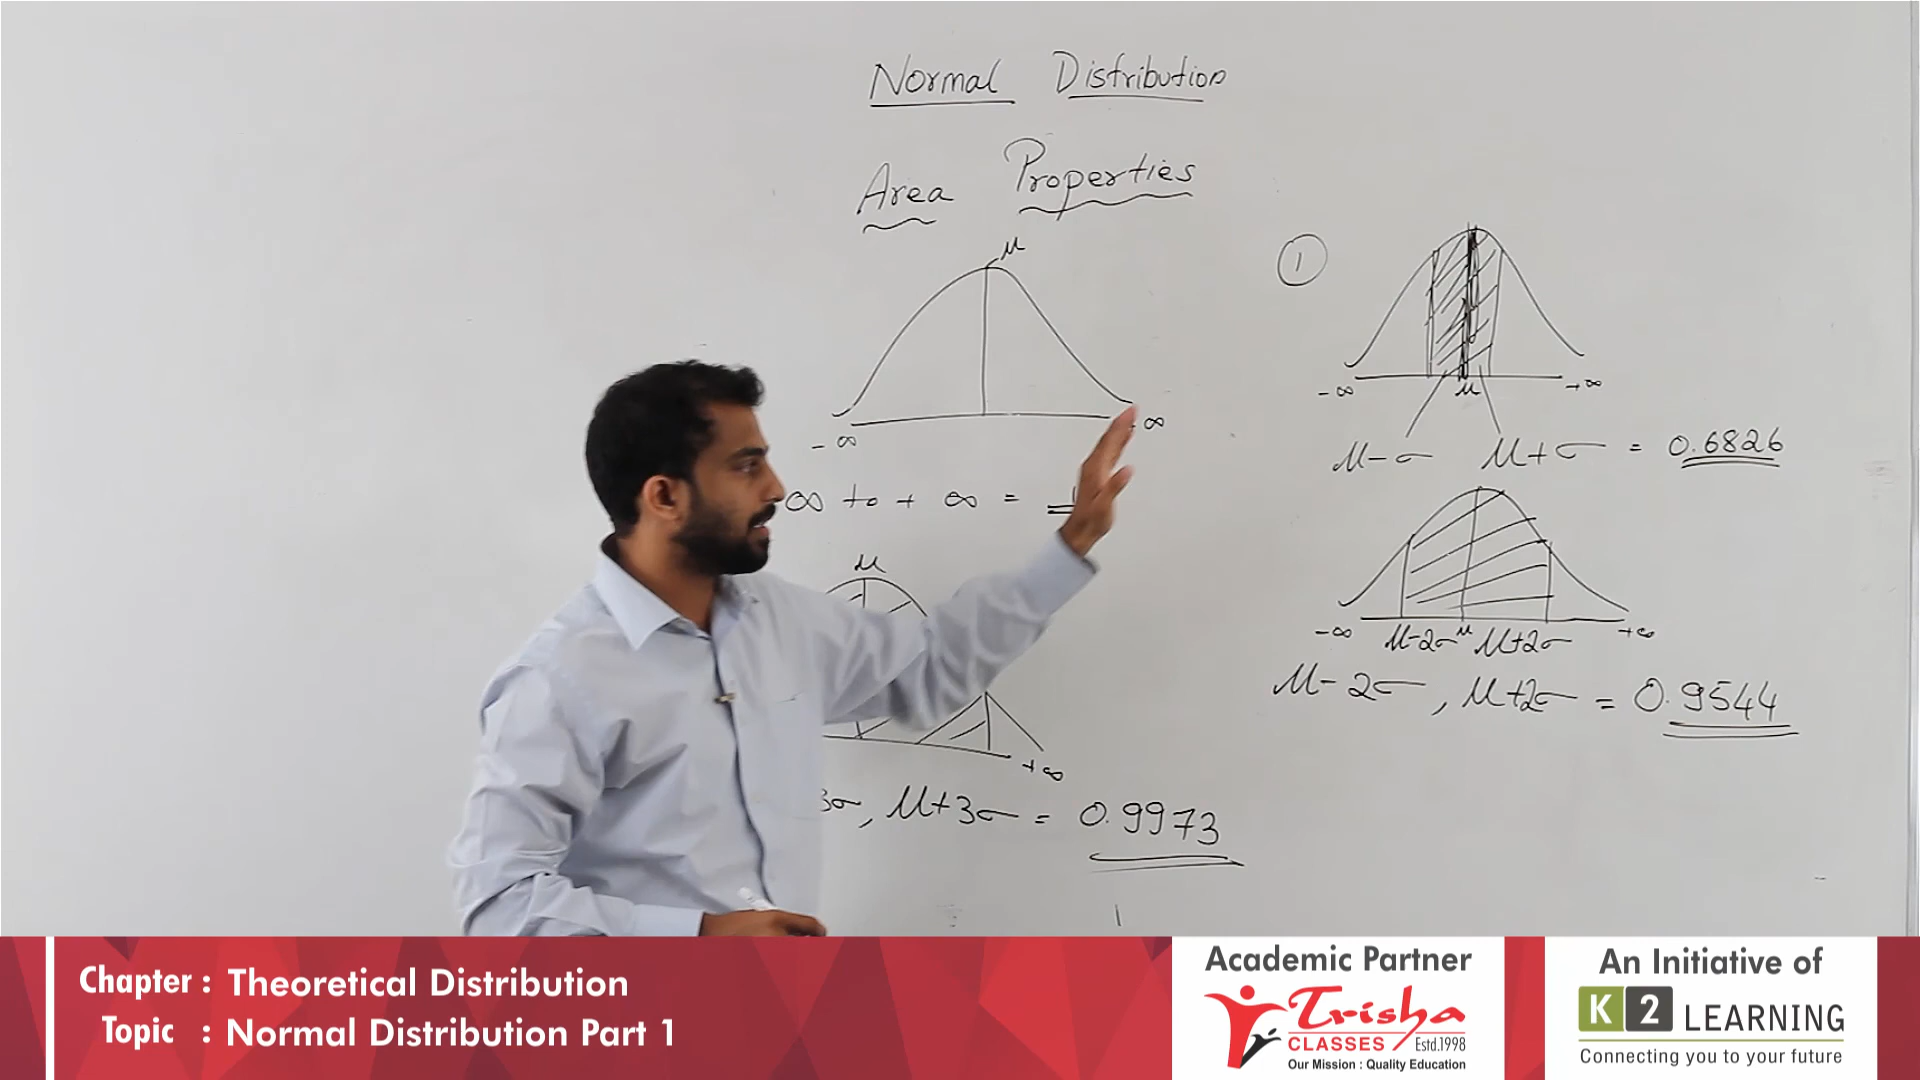 Normal Distribution
Area Properties
μ
-∞
∞
∞ to + ∞ =
μ
+∞
3σ, μ+3σ = 0.9973
1
-∞
μ
+∞
μ-σ μ+σ = 0.6826
-∞
μ-2σ μ μ+2σ
+∞
μ-2σ, μ+2σ = 0.9544
Chapter : Theoretical Distribution
Topic : Normal Distribution Part 1
Academic Partner
Trisha
CLASSES Estd.1998
Our Mission : Quality Education
An Initiative of
K2 LEARNING
Connecting you to your future